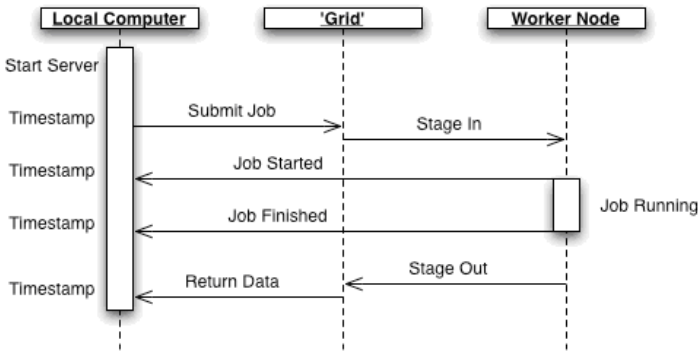 Local Computer
'Grid'
Worker Node
Start Server
Timestamp
Submit Job
Stage In
Timestamp
Job Started
Job Running
Timestamp
Job Finished
Stage Out
Timestamp
Return Data